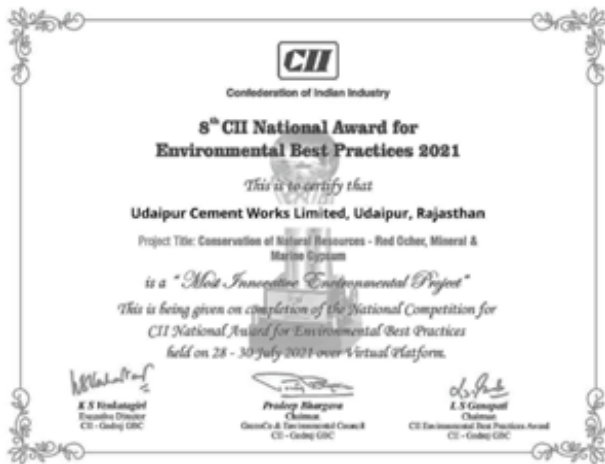 CII
Confederation of Indian Industry
8th CII National Award for
Environmental Best Practices 2021
This is to certify that
Udaipur Cement Works Limited, Udaipur, Rajasthan
Project Title: Conservation of Natural Resources - Red Ocher, Mineral &
Marine Gypsum
is a "Most Innovative Environmental Project"
This is being given on completion of the National Competition for
CII National Award for Environmental Best Practices
held on 28 - 30 July 2021 over Virtual Platform.
K S Venkatagiri
Executive Director
CII - Godrej GBC
Pradeep Bhargava
Chairman
GreenCo & Environmental Council
CII - Godrej GBC
L S Ganapati
Chairman
CII Environmental Best Practices Award
CII - Godrej GBC